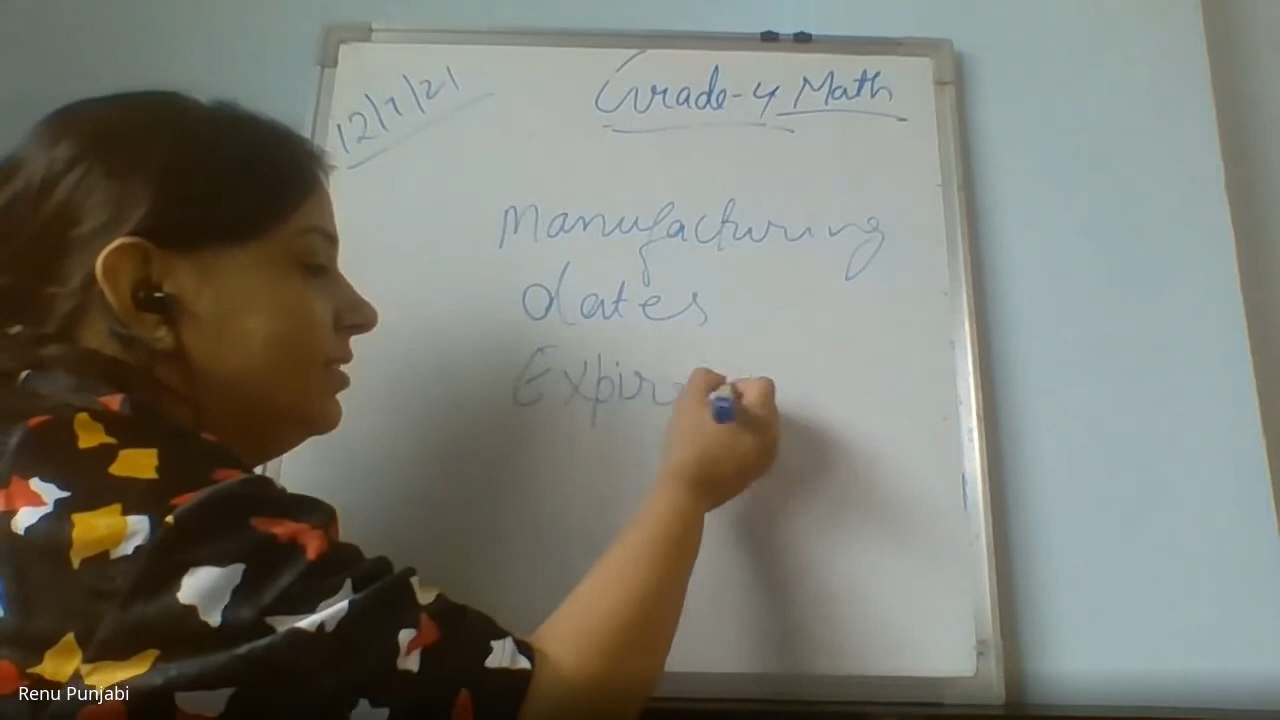 12/7/21
Grade-4 Math
Manufacturing
dates
Expir
Renu Punjabi